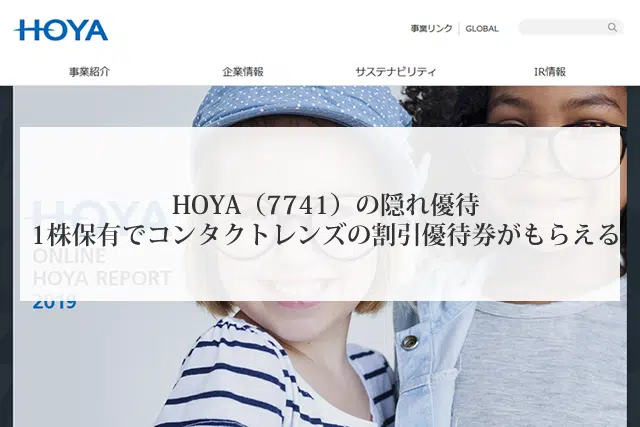 HOYA
事業リンク
GLOBAL
事業紹介
企業情報
サステナビリティ
IR情報
HOYA（7741）の隠れ優待
1株保有でコンタクトレンズの割引優待券がもらえる
HOYA
ONLINE
HOYA REPORT
2019